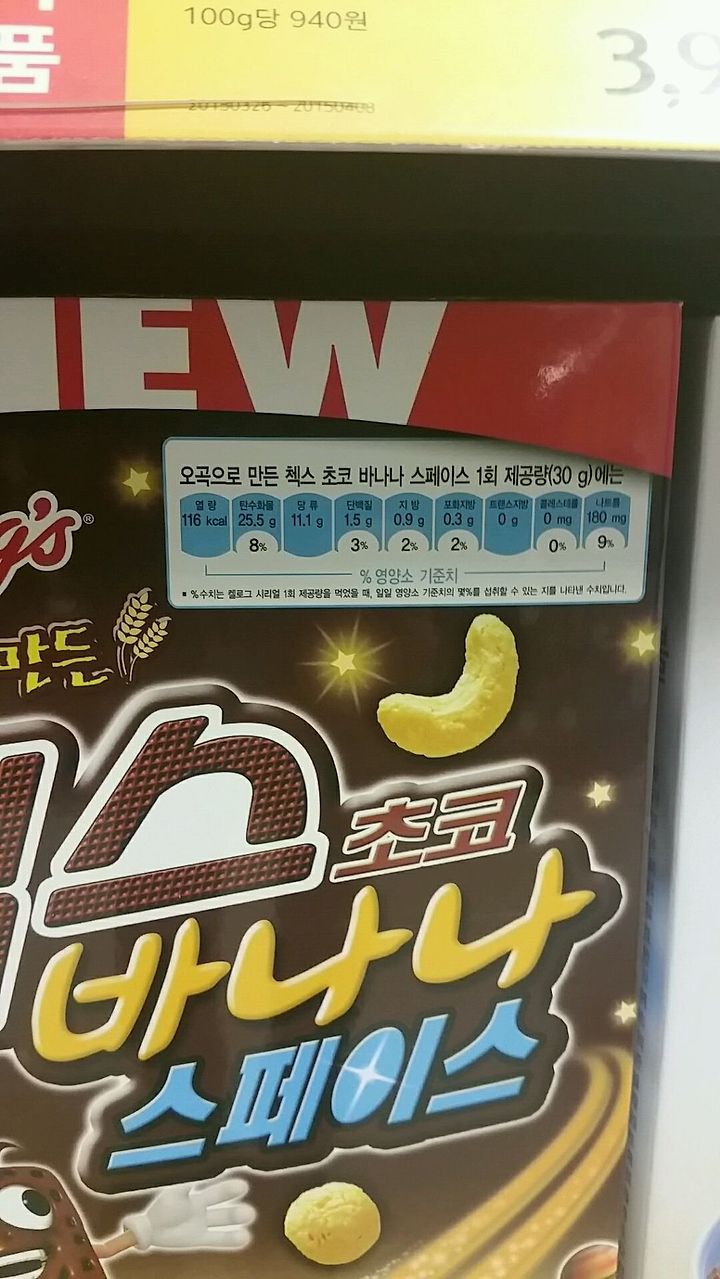 품
100g당 940원
3,9
20150326 ~ 20150408
NEW
g's®
오곡으로 만든 첵스 초코 바나나 스페이스 1회 제공량(30 g)에는
열 량 탄수화물 당 류 단백질 지 방 포화지방 트랜스지방 콜레스테롤 나트륨
116 kcal 25.5 g 11.1 g 1.5 g 0.9 g 0.3 g 0 g 0 mg 180 mg
8% 3% 2% 2% 0% 9%
% 영양소 기준치
▪ %수치는 켈로그 시리얼 1회 제공량을 먹었을 때, 일일 영양소 기준치의 몇%를 섭취할 수 있는 지를 나타낸 수치입니다.
만든
스 초코
바나나
스페이스